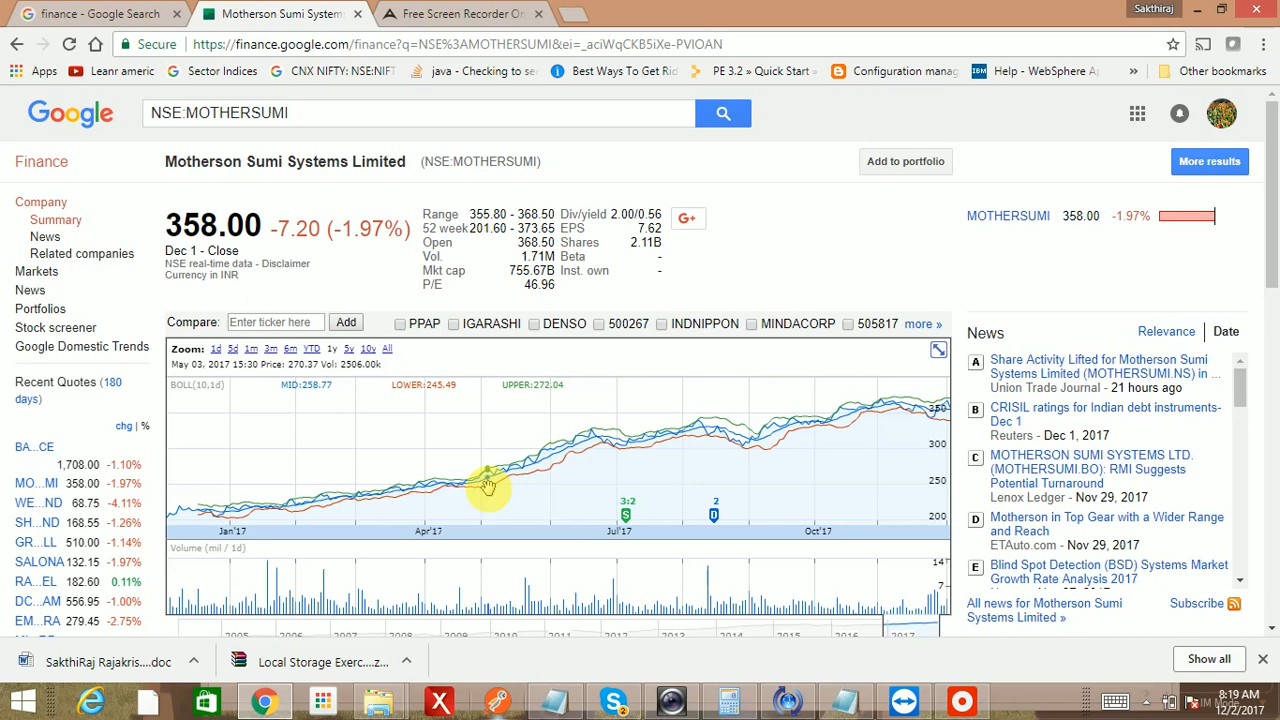 finance - Google Search
Motherson Sumi System
Free Screen Recorder On
Sakthiraj
Secure
https://finance.google.com/finance?q=NSE%3AMOTHERSUMI&ei=_aciWqCKB5iXe-PVIOAN
Apps
Leanr americ
Sector Indices
CNX NIFTY: NSE:NIFT
java - Checking to se
Best Ways To Get Rid
PE 3.2 » Quick Start
Configuration manag
IBM
Help - WebSphere Ap
»
Other bookmarks
Google
NSE:MOTHERSUMI
Finance
Motherson Sumi Systems Limited (NSE:MOTHERSUMI)
Add to portfolio
More results
Company
Summary
News
Related companies
Markets
News
Portfolios
Stock screener
Google Domestic Trends
Recent Quotes (180
days)
chg | %
BA...CE
1,708.00 -1.10%
MO...MI 358.00 -1.97%
WE...ND 68.75 -4.11%
SH...ND 168.55 -1.26%
GR...LL 510.00 -1.14%
SALONA 132.15 -1.97%
RA...EL 182.60 0.11%
DC...AM 556.95 -1.00%
EM...RA 279.45 -2.75%
358.00 -7.20 (-1.97%)
Dec 1 - Close
NSE real-time data - Disclaimer
Currency in INR
Range 355.80 - 368.50
52 week 201.60 - 373.65
Open 368.50
Vol. 1.71M
Mkt cap 755.67B
P/E 46.96
Div/yield 2.00/0.56
EPS 7.62
Shares 2.11B
Beta -
Inst. own -
G+
MOTHERSUMI 358.00 -1.97%
Compare: Enter ticker here Add PPAP IGARASHI DENSO 500267 INDNIPPON MINDACORP 505817 more »
Zoom: 1d 5d 1m 3m 6m YTD 1y 5y 10y All
May 03, 2017 15:30 Price: 270.37 Vol: 2506.00k
BOLL(10,1d) MID:258.77 LOWER:245.49 UPPER:272.04
350
300
250
200
3:2
S
2
D
Jan'17 Apr'17 Jul'17 Oct'17
Volume (mil / 1d)
14
7
2005 2006 2007 2008 2009 2010 2011 2012 2013 2014 2015 2016 2017
News
Relevance | Date
A Share Activity Lifted for Motherson Sumi
Systems Limited (MOTHERSUMI.NS) in ...
Union Trade Journal - 21 hours ago
B CRISIL ratings for Indian debt instruments-
Dec 1
Reuters - Dec 1, 2017
C MOTHERSON SUMI SYSTEMS LTD.
(MOTHERSUMI.BO): RMI Suggests
Potential Turnaround
Lenox Ledger - Nov 29, 2017
D Motherson in Top Gear with a Wider Range
and Reach
ETAuto.com - Nov 29, 2017
E Blind Spot Detection (BSD) Systems Market
Growth Rate Analysis 2017
All news for Motherson Sumi
Systems Limited »
Subscribe
SakthiRaj Rajakris....doc
Local Storage Exerc....z...
Show all
8:19 AM
12/2/2017